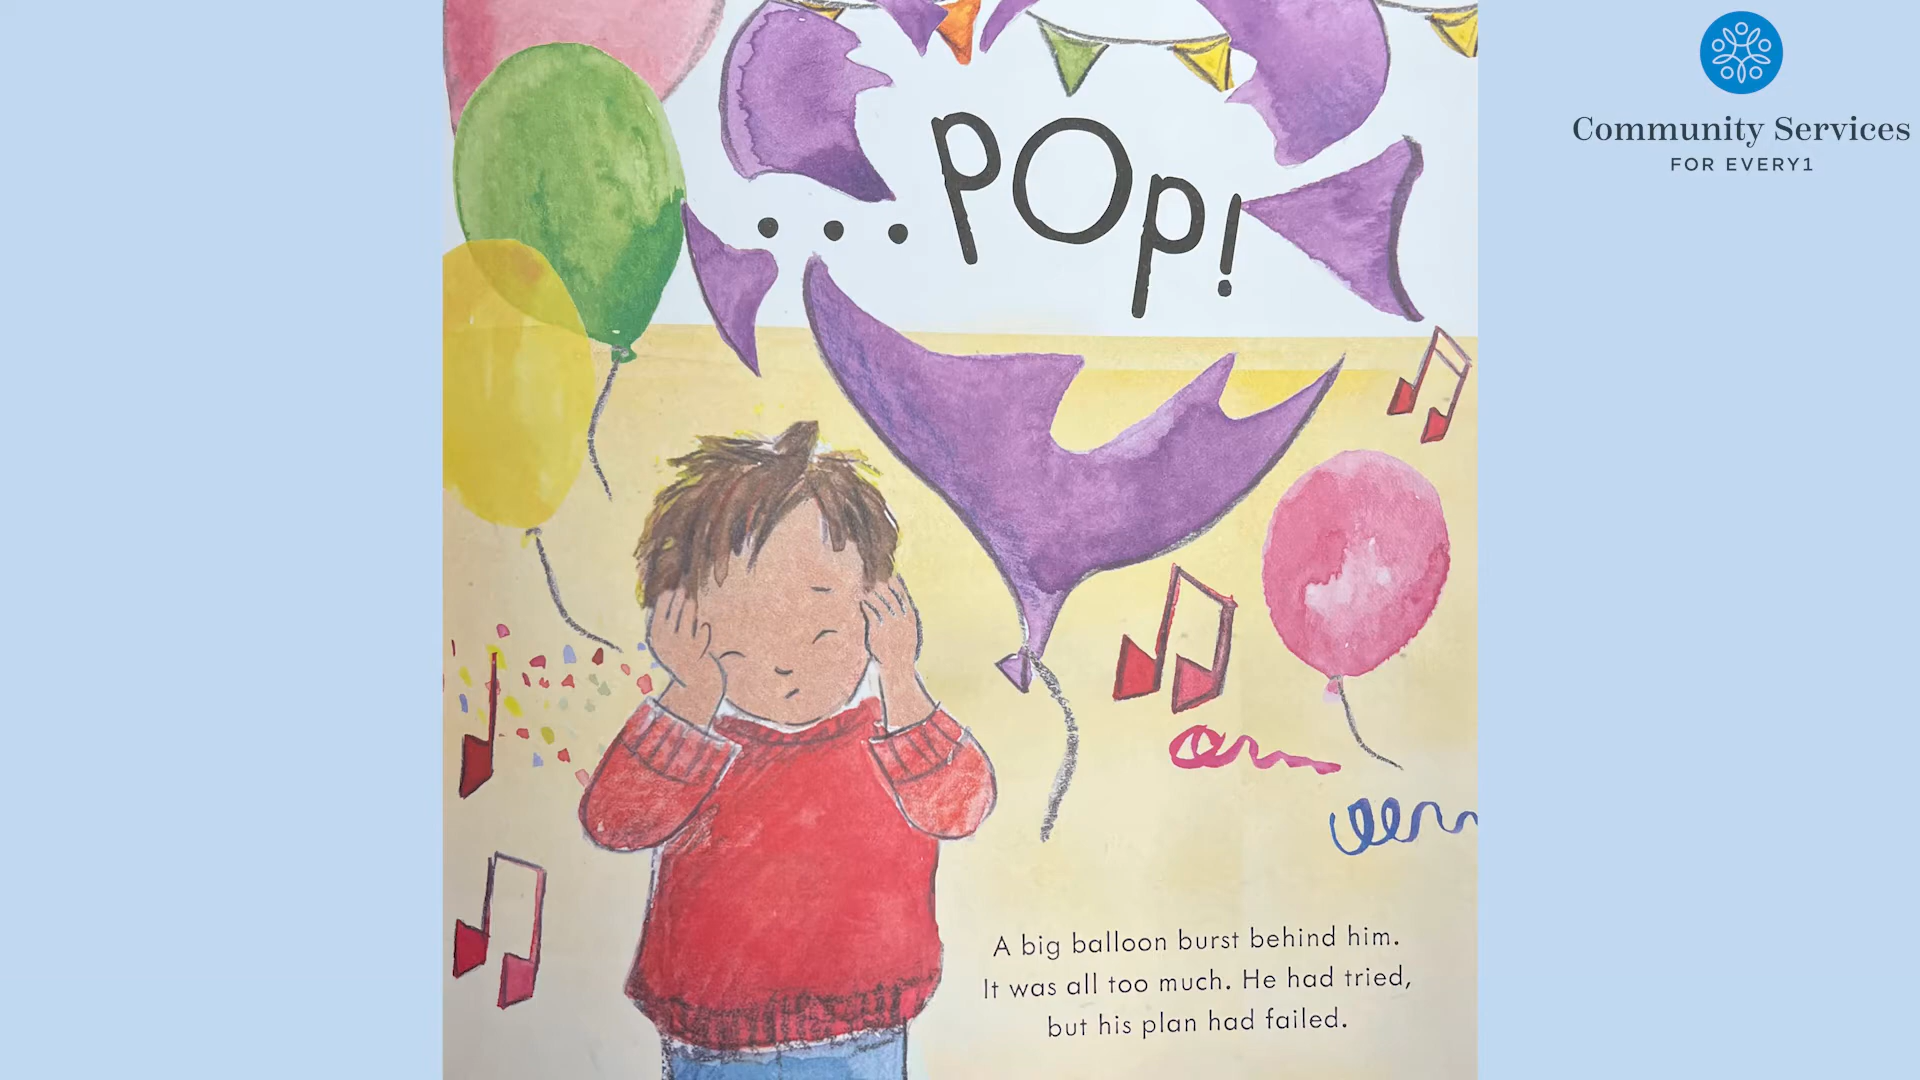 ...POP!
A big balloon burst behind him.
It was all too much. He had tried,
but his plan had failed.
Community Services
FOR EVERY1